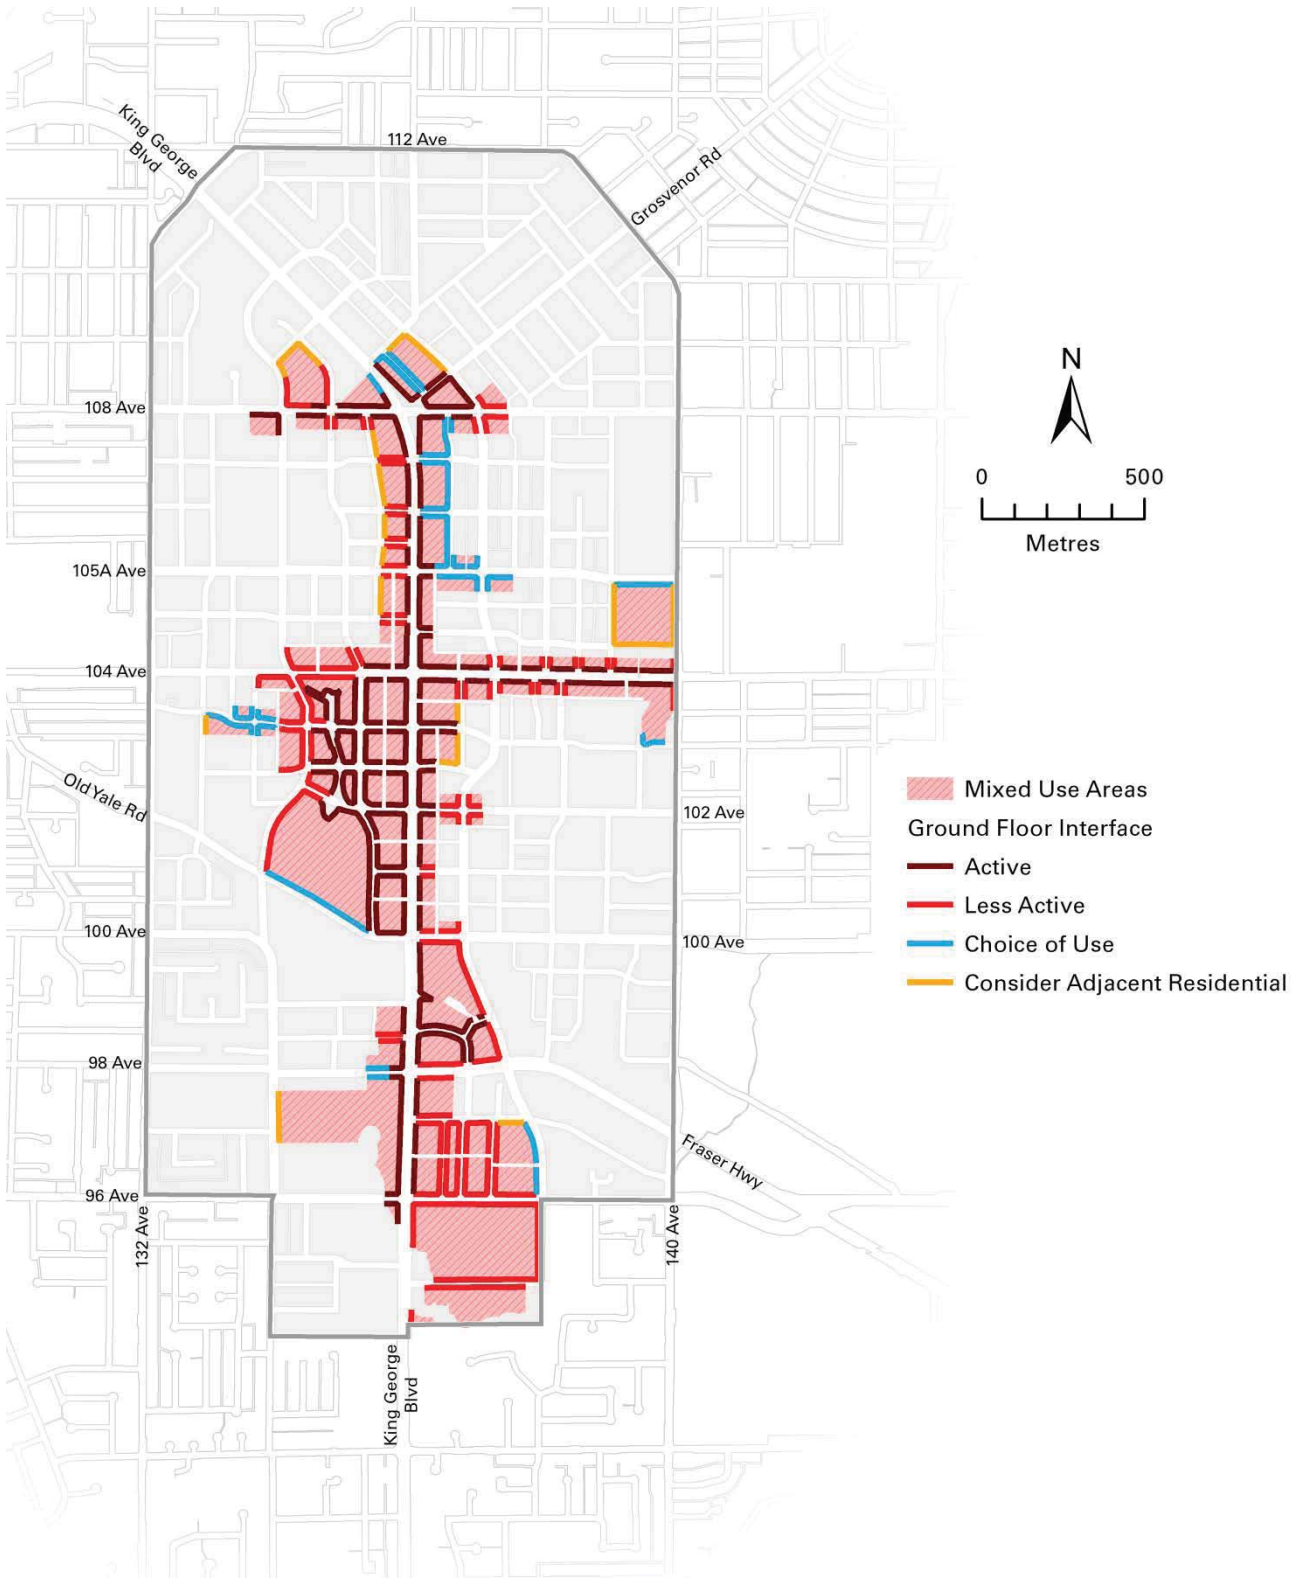 King George
Blvd
112 Ave
Grosvenor Rd
N
108 Ave
0
500
Metres
105A Ave
104 Ave
Old Yale Rd
Mixed Use Areas
102 Ave
Ground Floor Interface
Active
Less Active
100 Ave
100 Ave
Choice of Use
Consider Adjacent Residential
98 Ave
Fraser Hwy
96 Ave
132 Ave
140 Ave
King George
Blvd